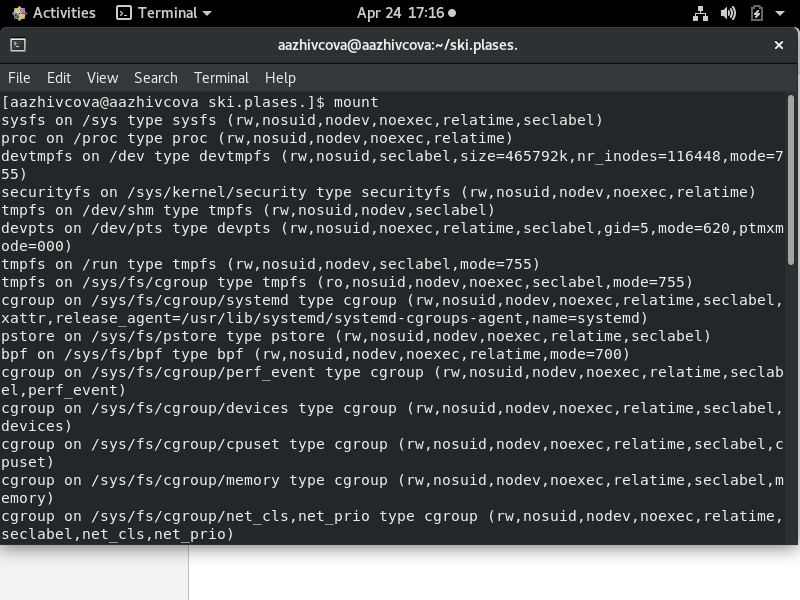 Activities
Terminal
Apr 24 17:16
aazhivcova@aazhivcova:~/ski.plases.
File Edit View Search Terminal Help
[aazhivcova@aazhivcova ski.plases.]$ mount
sysfs on /sys type sysfs (rw,nosuid,nodev,noexec,relatime,seclabel)
proc on /proc type proc (rw,nosuid,nodev,noexec,relatime)
devtmpfs on /dev type devtmpfs (rw,nosuid,seclabel,size=465792k,nr_inodes=116448,mode=7
55)
securityfs on /sys/kernel/security type securityfs (rw,nosuid,nodev,noexec,relatime)
tmpfs on /dev/shm type tmpfs (rw,nosuid,nodev,seclabel)
devpts on /dev/pts type devpts (rw,nosuid,noexec,relatime,seclabel,gid=5,mode=620,ptmxm
ode=000)
tmpfs on /run type tmpfs (rw,nosuid,nodev,seclabel,mode=755)
tmpfs on /sys/fs/cgroup type tmpfs (ro,nosuid,nodev,noexec,seclabel,mode=755)
cgroup on /sys/fs/cgroup/systemd type cgroup (rw,nosuid,nodev,noexec,relatime,seclabel,
xattr,release_agent=/usr/lib/systemd/systemd-cgroups-agent,name=systemd)
pstore on /sys/fs/pstore type pstore (rw,nosuid,nodev,noexec,relatime,seclabel)
bpf on /sys/fs/bpf type bpf (rw,nosuid,nodev,noexec,relatime,mode=700)
cgroup on /sys/fs/cgroup/perf_event type cgroup (rw,nosuid,nodev,noexec,relatime,seclab
el,perf_event)
cgroup on /sys/fs/cgroup/devices type cgroup (rw,nosuid,nodev,noexec,relatime,seclabel,
devices)
cgroup on /sys/fs/cgroup/cpuset type cgroup (rw,nosuid,nodev,noexec,relatime,seclabel,c
puset)
cgroup on /sys/fs/cgroup/memory type cgroup (rw,nosuid,nodev,noexec,relatime,seclabel,m
emory)
cgroup on /sys/fs/cgroup/net_cls,net_prio type cgroup (rw,nosuid,nodev,noexec,relatime,
seclabel,net_cls,net_prio)